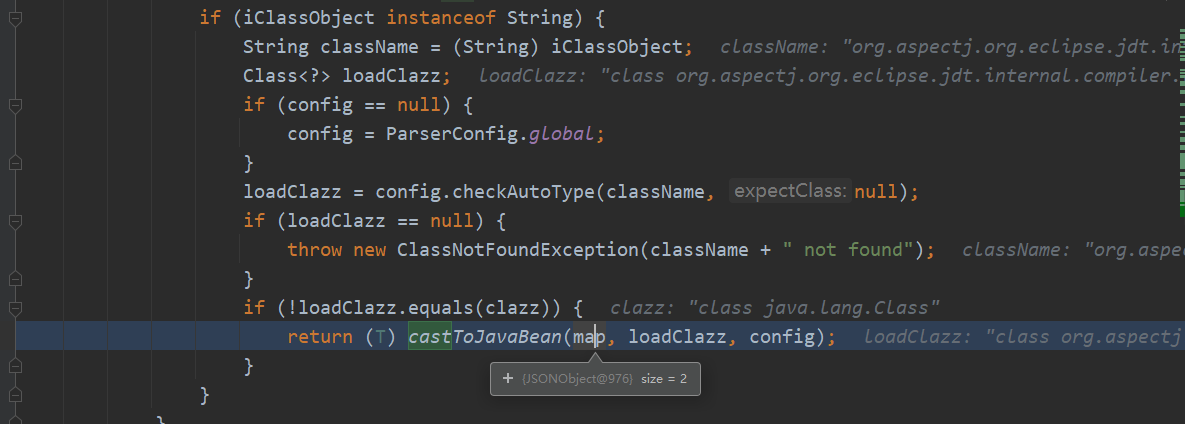 if (iClassObject instanceof String) {
String className = (String) iClassObject; className: "org.aspectj.org.eclipse.jdt.in
Class<?> loadClazz; loadClazz: "class org.aspectj.org.eclipse.jdt.internal.compiler.
if (config == null) {
config = ParserConfig.global;
}
loadClazz = config.checkAutoType(className, expectClass: null);
if (loadClazz == null) {
throw new ClassNotFoundException(className + " not found"); className: "org.aspe
}
if (!loadClazz.equals(clazz)) { clazz: "class java.lang.Class"
return (T) castToJavaBean(map, loadClazz, config); loadClazz: "class org.aspectj
+ {JSONObject@976} size = 2
}
}
}